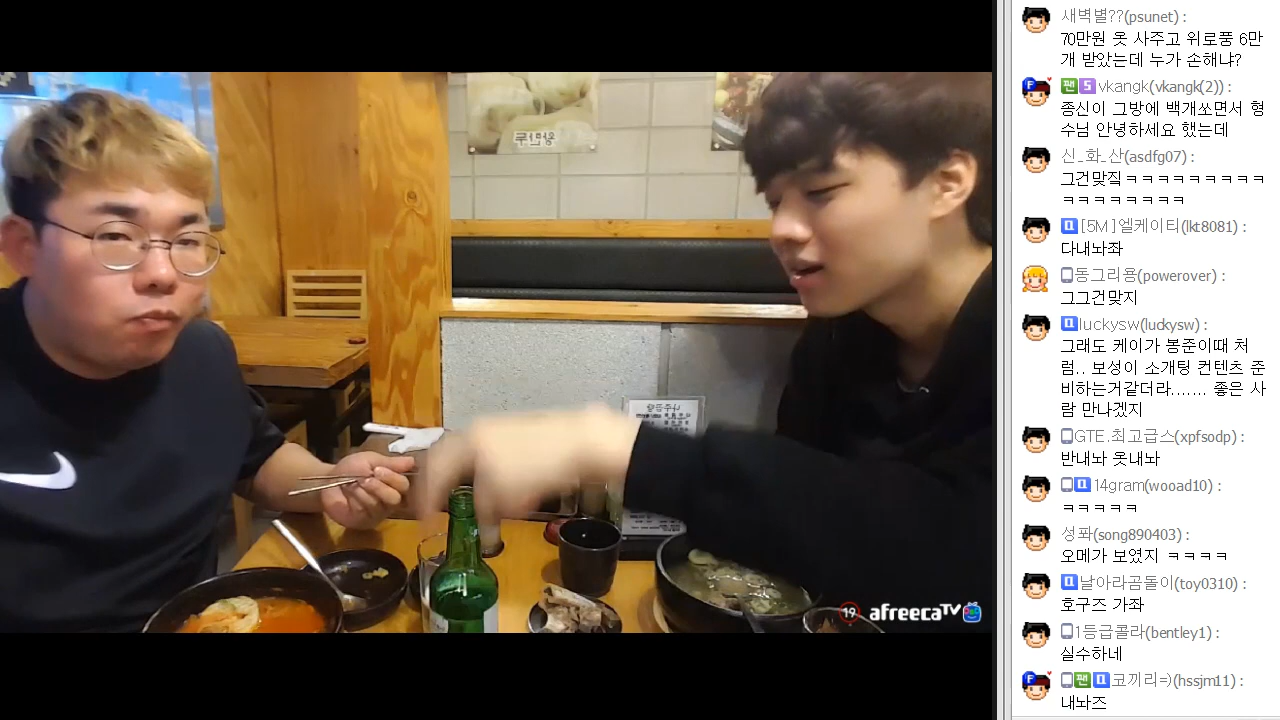 새벽별??(psunet) :
70만원 옷 사주고 위로풍 6만
개 받았는데 누가 손해냐?
F 팬 S vkangk(vkangk(2)) :
종신이 그방에 백개쏘면서 형
수님 안녕하세요 했는데
신_화_산(asdfg07) :
그건맞짘ㅋㅋㅋㅋㅋㅋㅋㅋㅋ
ㅋㅋㅋㅋㅋㅋㅋㅋ
[5M]엘케이티(lkt8081) :
다내놔좌
동그리용(powerover) :
그그건맞지
luckysw(luckysw) :
그래도 케이가 봉준이때 처
럼.. 보성이 소개팅 컨텐츠 준
비하는거같더라....... 좋은 사
람 만나겟지
GTE.최고급스(xpfsodp) :
반내놔 옷내놔
14gram(wooad10) :
ㅋㅋㅋㅋㅋ
성쫙(song890403) :
오메가 보였지 ㅋㅋㅋㅋ
날아라곰돌이(toy0310) :
호구즈 가좌
1등급콜라(bentley1) :
실수하네
F 팬 코끼리=)(hssjm11) :
내놔즈
19 afreecaTV